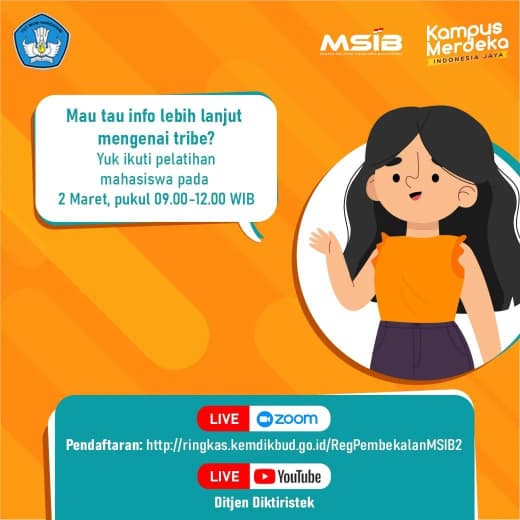 MSIB
Kampus
Merdeka
INDONESIA JAYA
Mau tau info lebih lanjut
mengenai tribe?
Yuk ikuti pelatihan
mahasiswa pada
2 Maret, pukul 09.00-12.00 WIB
LIVE zoom
Pendaftaran: http://ringkas.kemdikbud.go.id/RegPembekalanMSIB2
LIVE YouTube
Ditjen Diktiristek